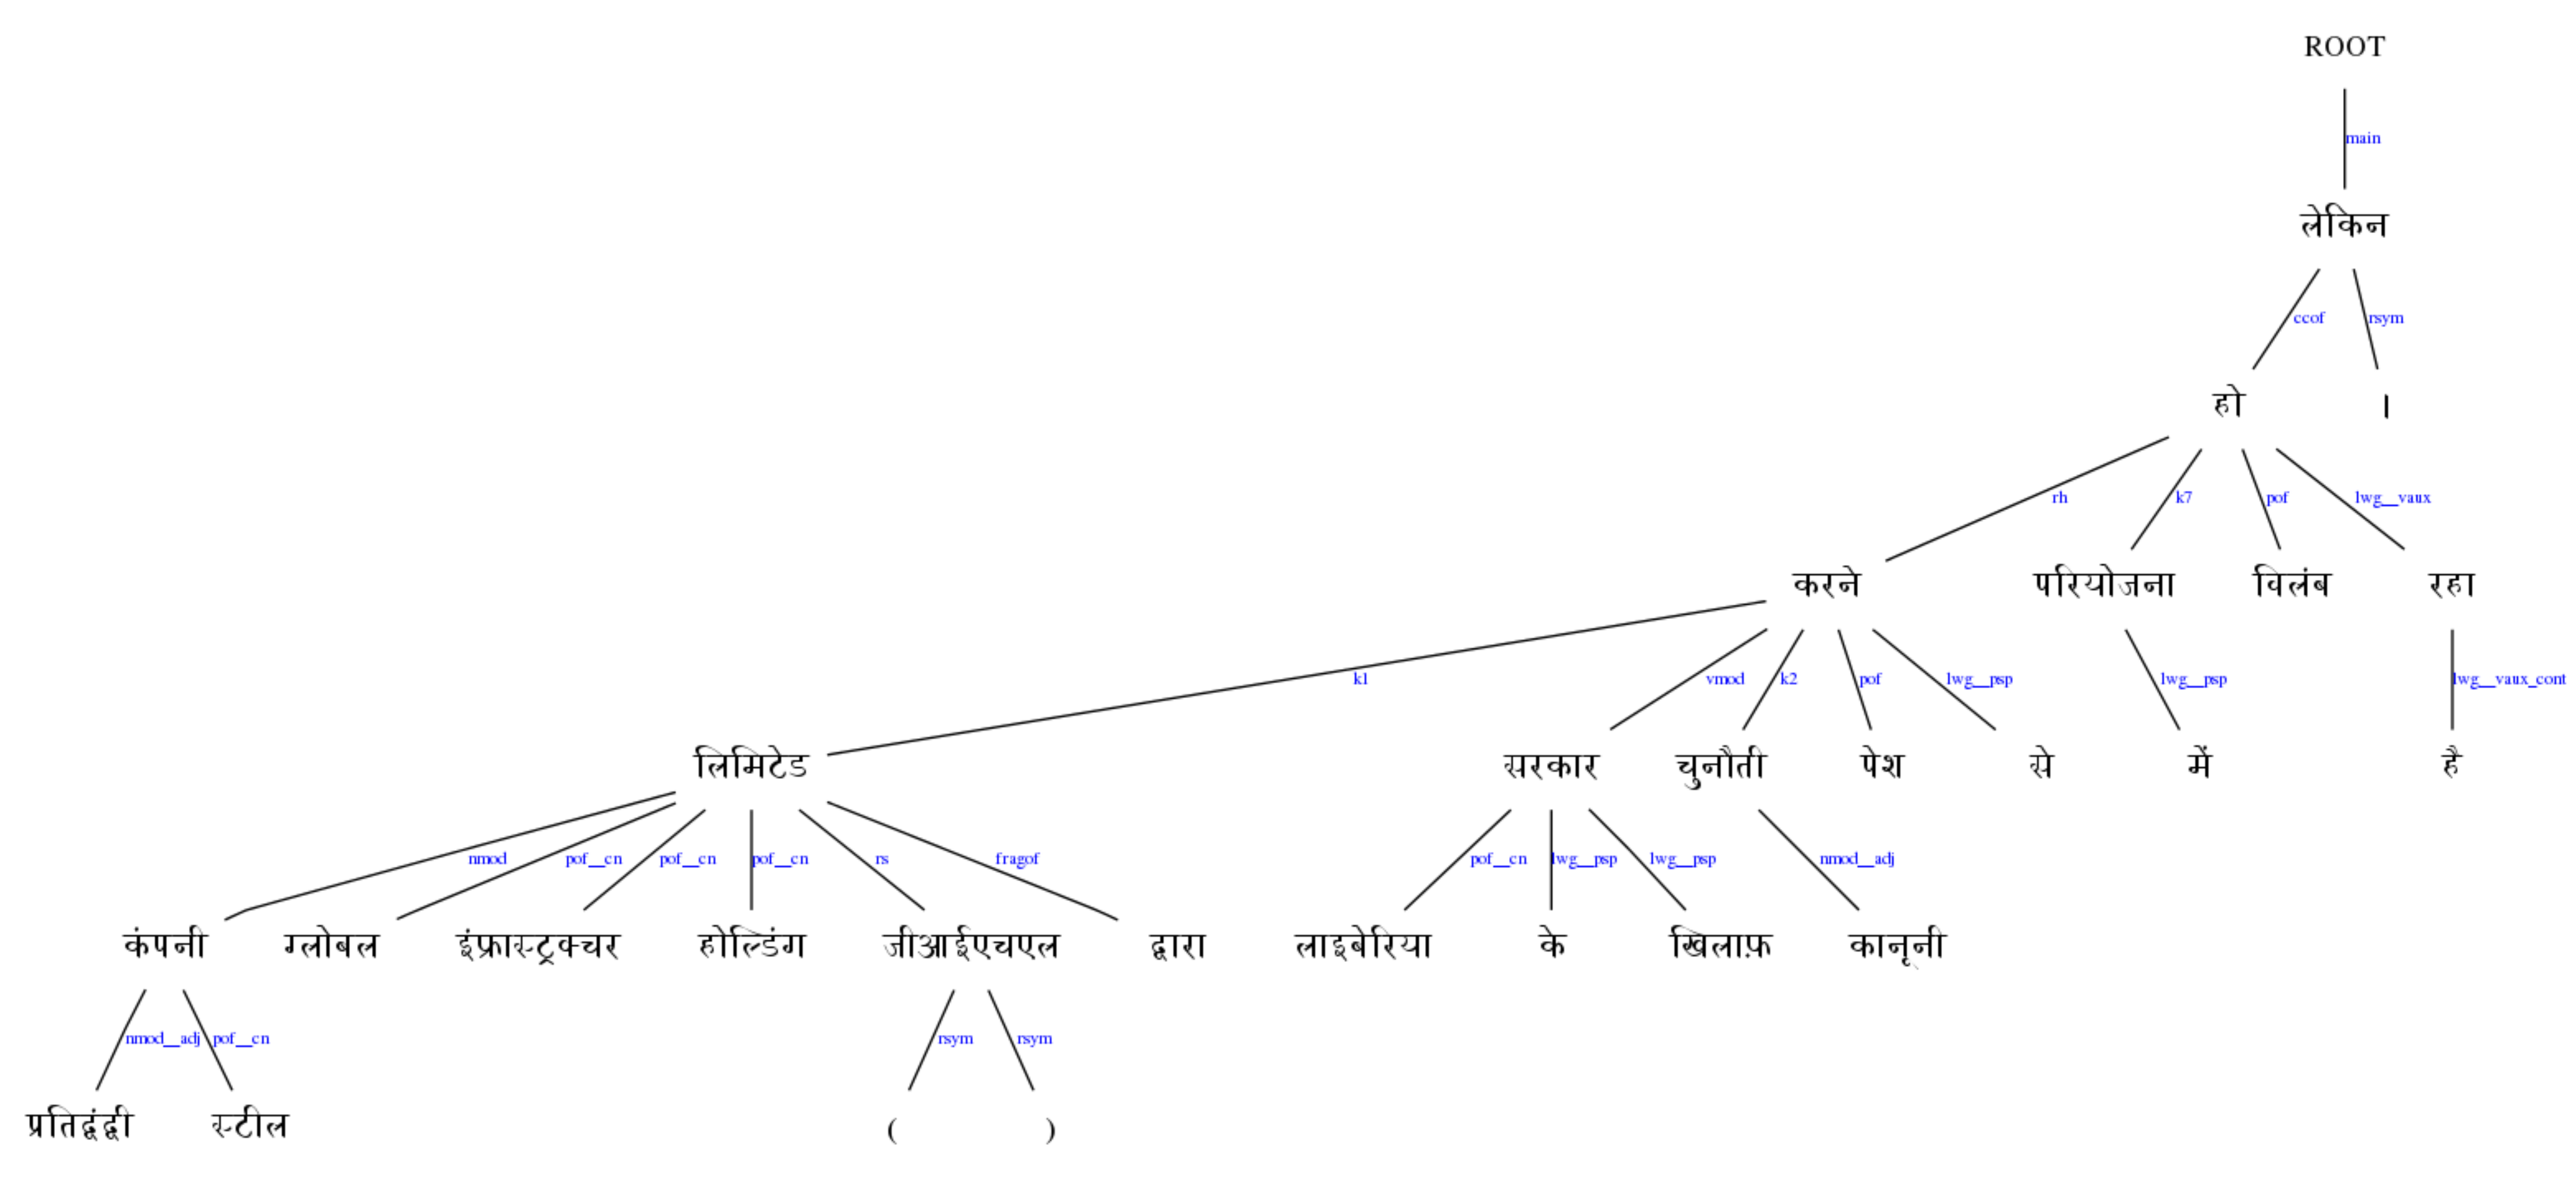 ROOT
main
लेकिन
ccof rsym
हो ।
rh k7 pof lwg__vaux
करने परियोजना विलंब रहा
k1 vmod k2 pof lwg__psp lwg__psp lwg__vaux_cont
लिमिटेड सरकार चुनौती पेश से में है
nmod pof__cn pof__cn pof__cn rs fragof pof__cn lwg__psp lwg__psp nmod__adj
कंपनी ग्लोबल इंफ्रास्ट्रक्चर होल्डिंग जीआईएचएल द्वारा लाइबेरिया के खिलाफ़ कानूनी
nmod__adj pof__cn rsym rsym
प्रतिद्वंद्वी स्टील ( )